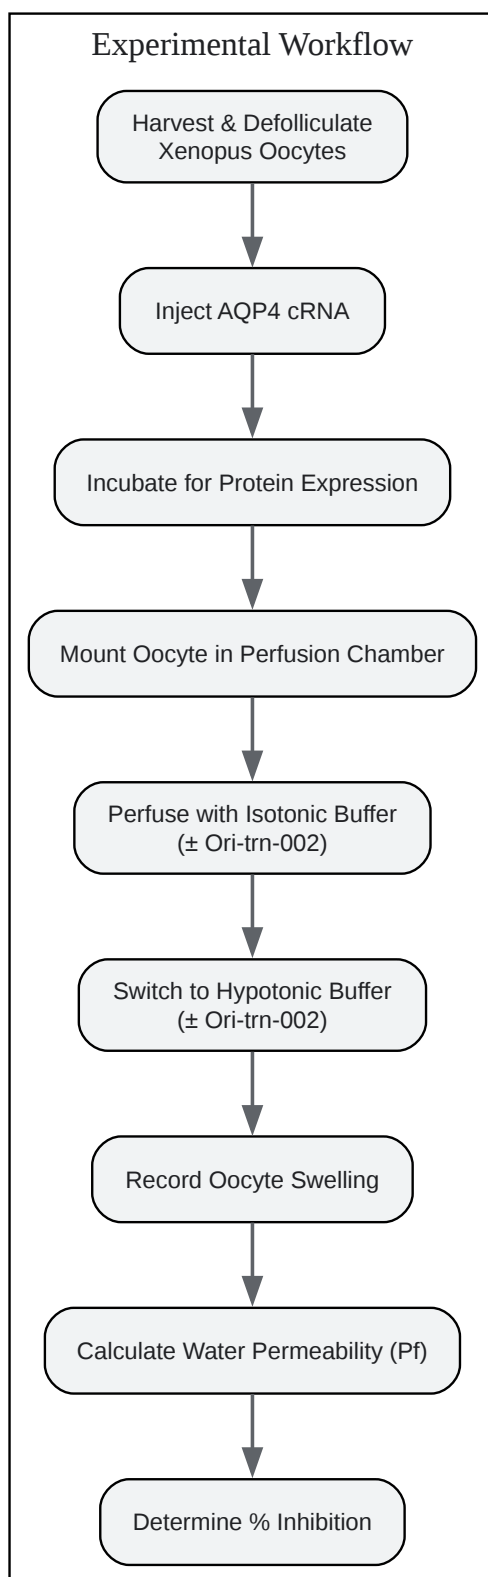 Experimental Workflow
Harvest & Defolliculate
Xenopus Oocytes
Inject AQP4 cRNA
Incubate for Protein Expression
Mount Oocyte in Perfusion Chamber
Perfuse with Isotonic Buffer
(± Ori-trn-002)
Switch to Hypotonic Buffer
(± Ori-trn-002)
Record Oocyte Swelling
Calculate Water Permeability (Pf)
Determine % Inhibition